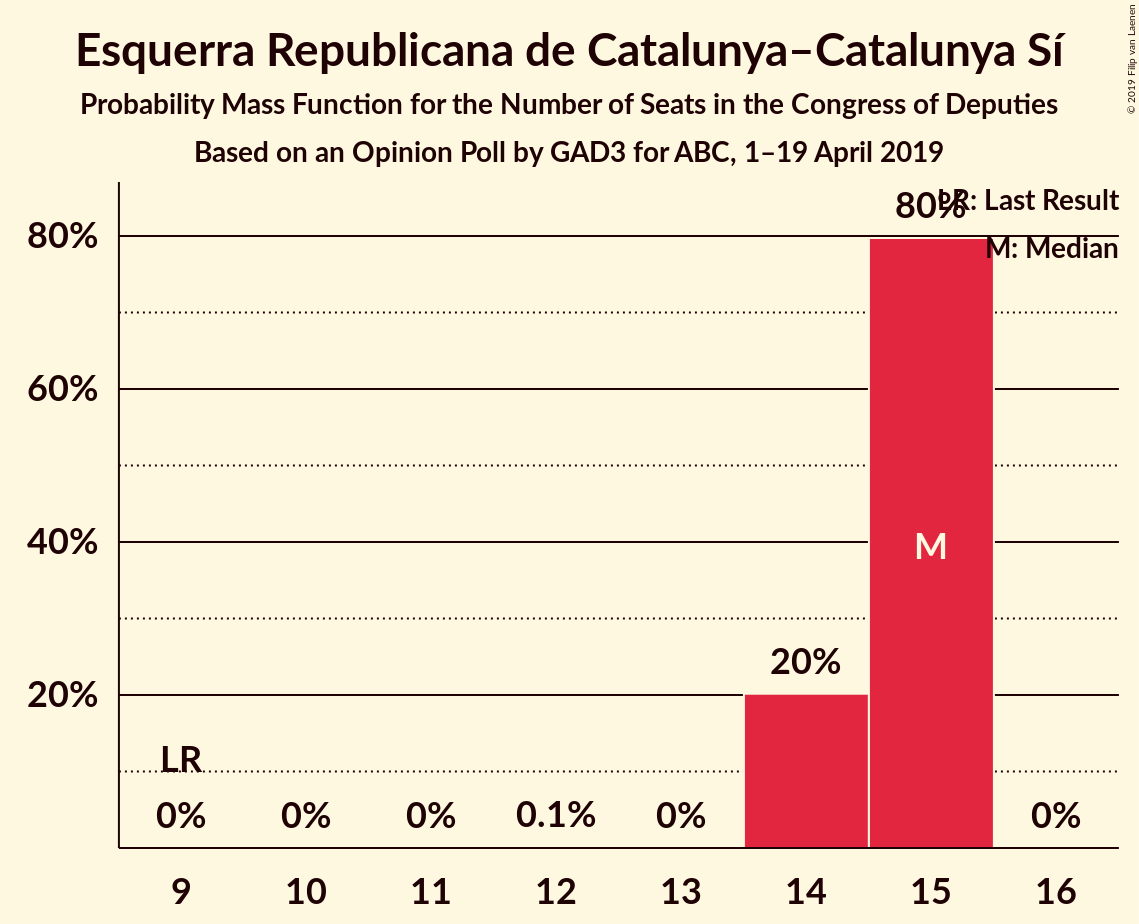 Esquerra Republicana de Catalunya–Catalunya Sí
Probability Mass Function for the Number of Seats in the Congress of Deputies
Based on an Opinion Poll by GAD3 for ABC, 1–19 April 2019
© 2019 Filip van Laenen
LR: Last Result
M: Median
80%
60%
40%
20%
LR
0% 0% 0% 0.1% 0% 20% 80% 0%
M
9 10 11 12 13 14 15 16